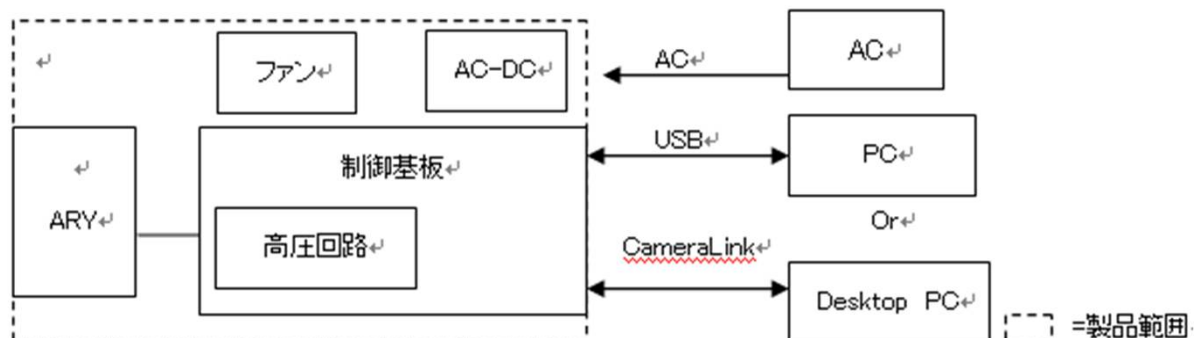 ファン
AC-DC
AC
AC
制御基板
USB
PC
ARY
Or
高圧回路
CameraLink
Desktop PC
=製品範囲